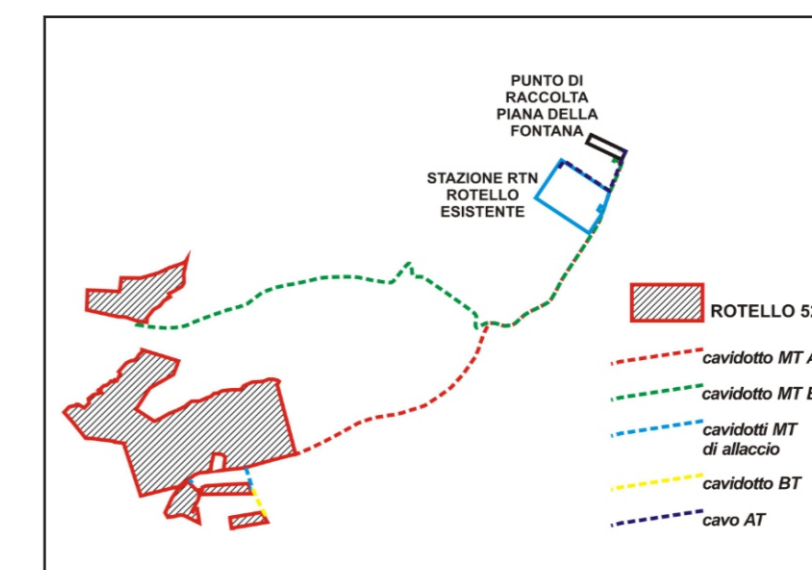 PUNTO DI
RACCOLTA
PIANA DELLA
FONTANA
STAZIONE RTN
ROTELLO
ESISTENTE
ROTELLO
cavidotto MT
cavidotto MT
cavidotti MT
di allaccio
cavidotto BT
cavo AT